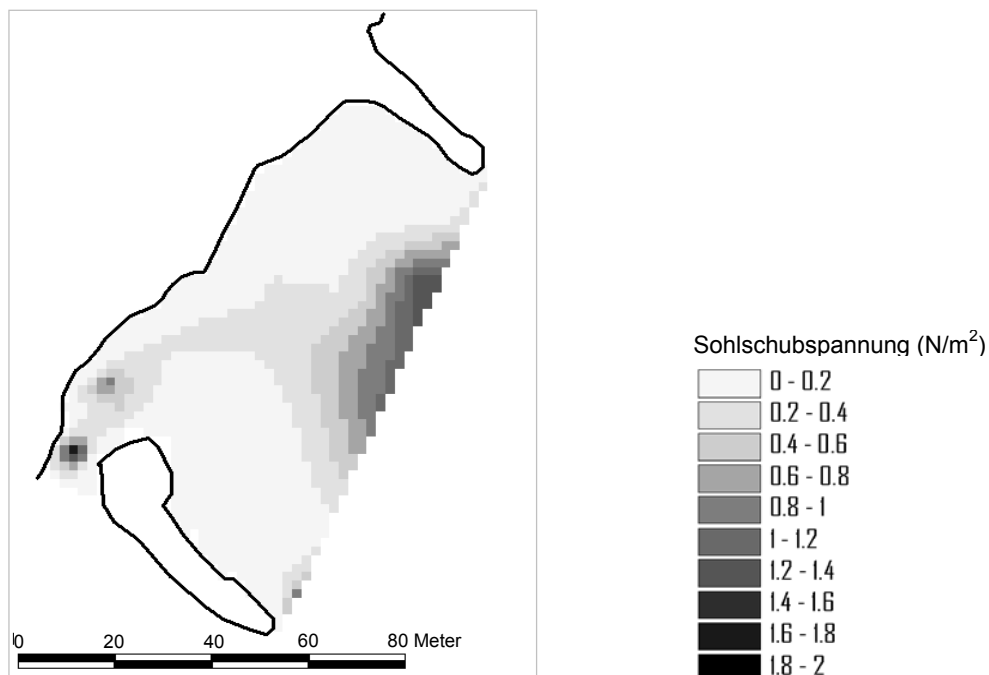 Sohlschubspannung (N/m²)
0 - 0.2
0.2 - 0.4
0.4 - 0.6
0.6 - 0.8
0.8 - 1
1 - 1.2
1.2 - 1.4
1.4 - 1.6
1.6 - 1.8
1.8 - 2
0 20 40 60 80 Meter